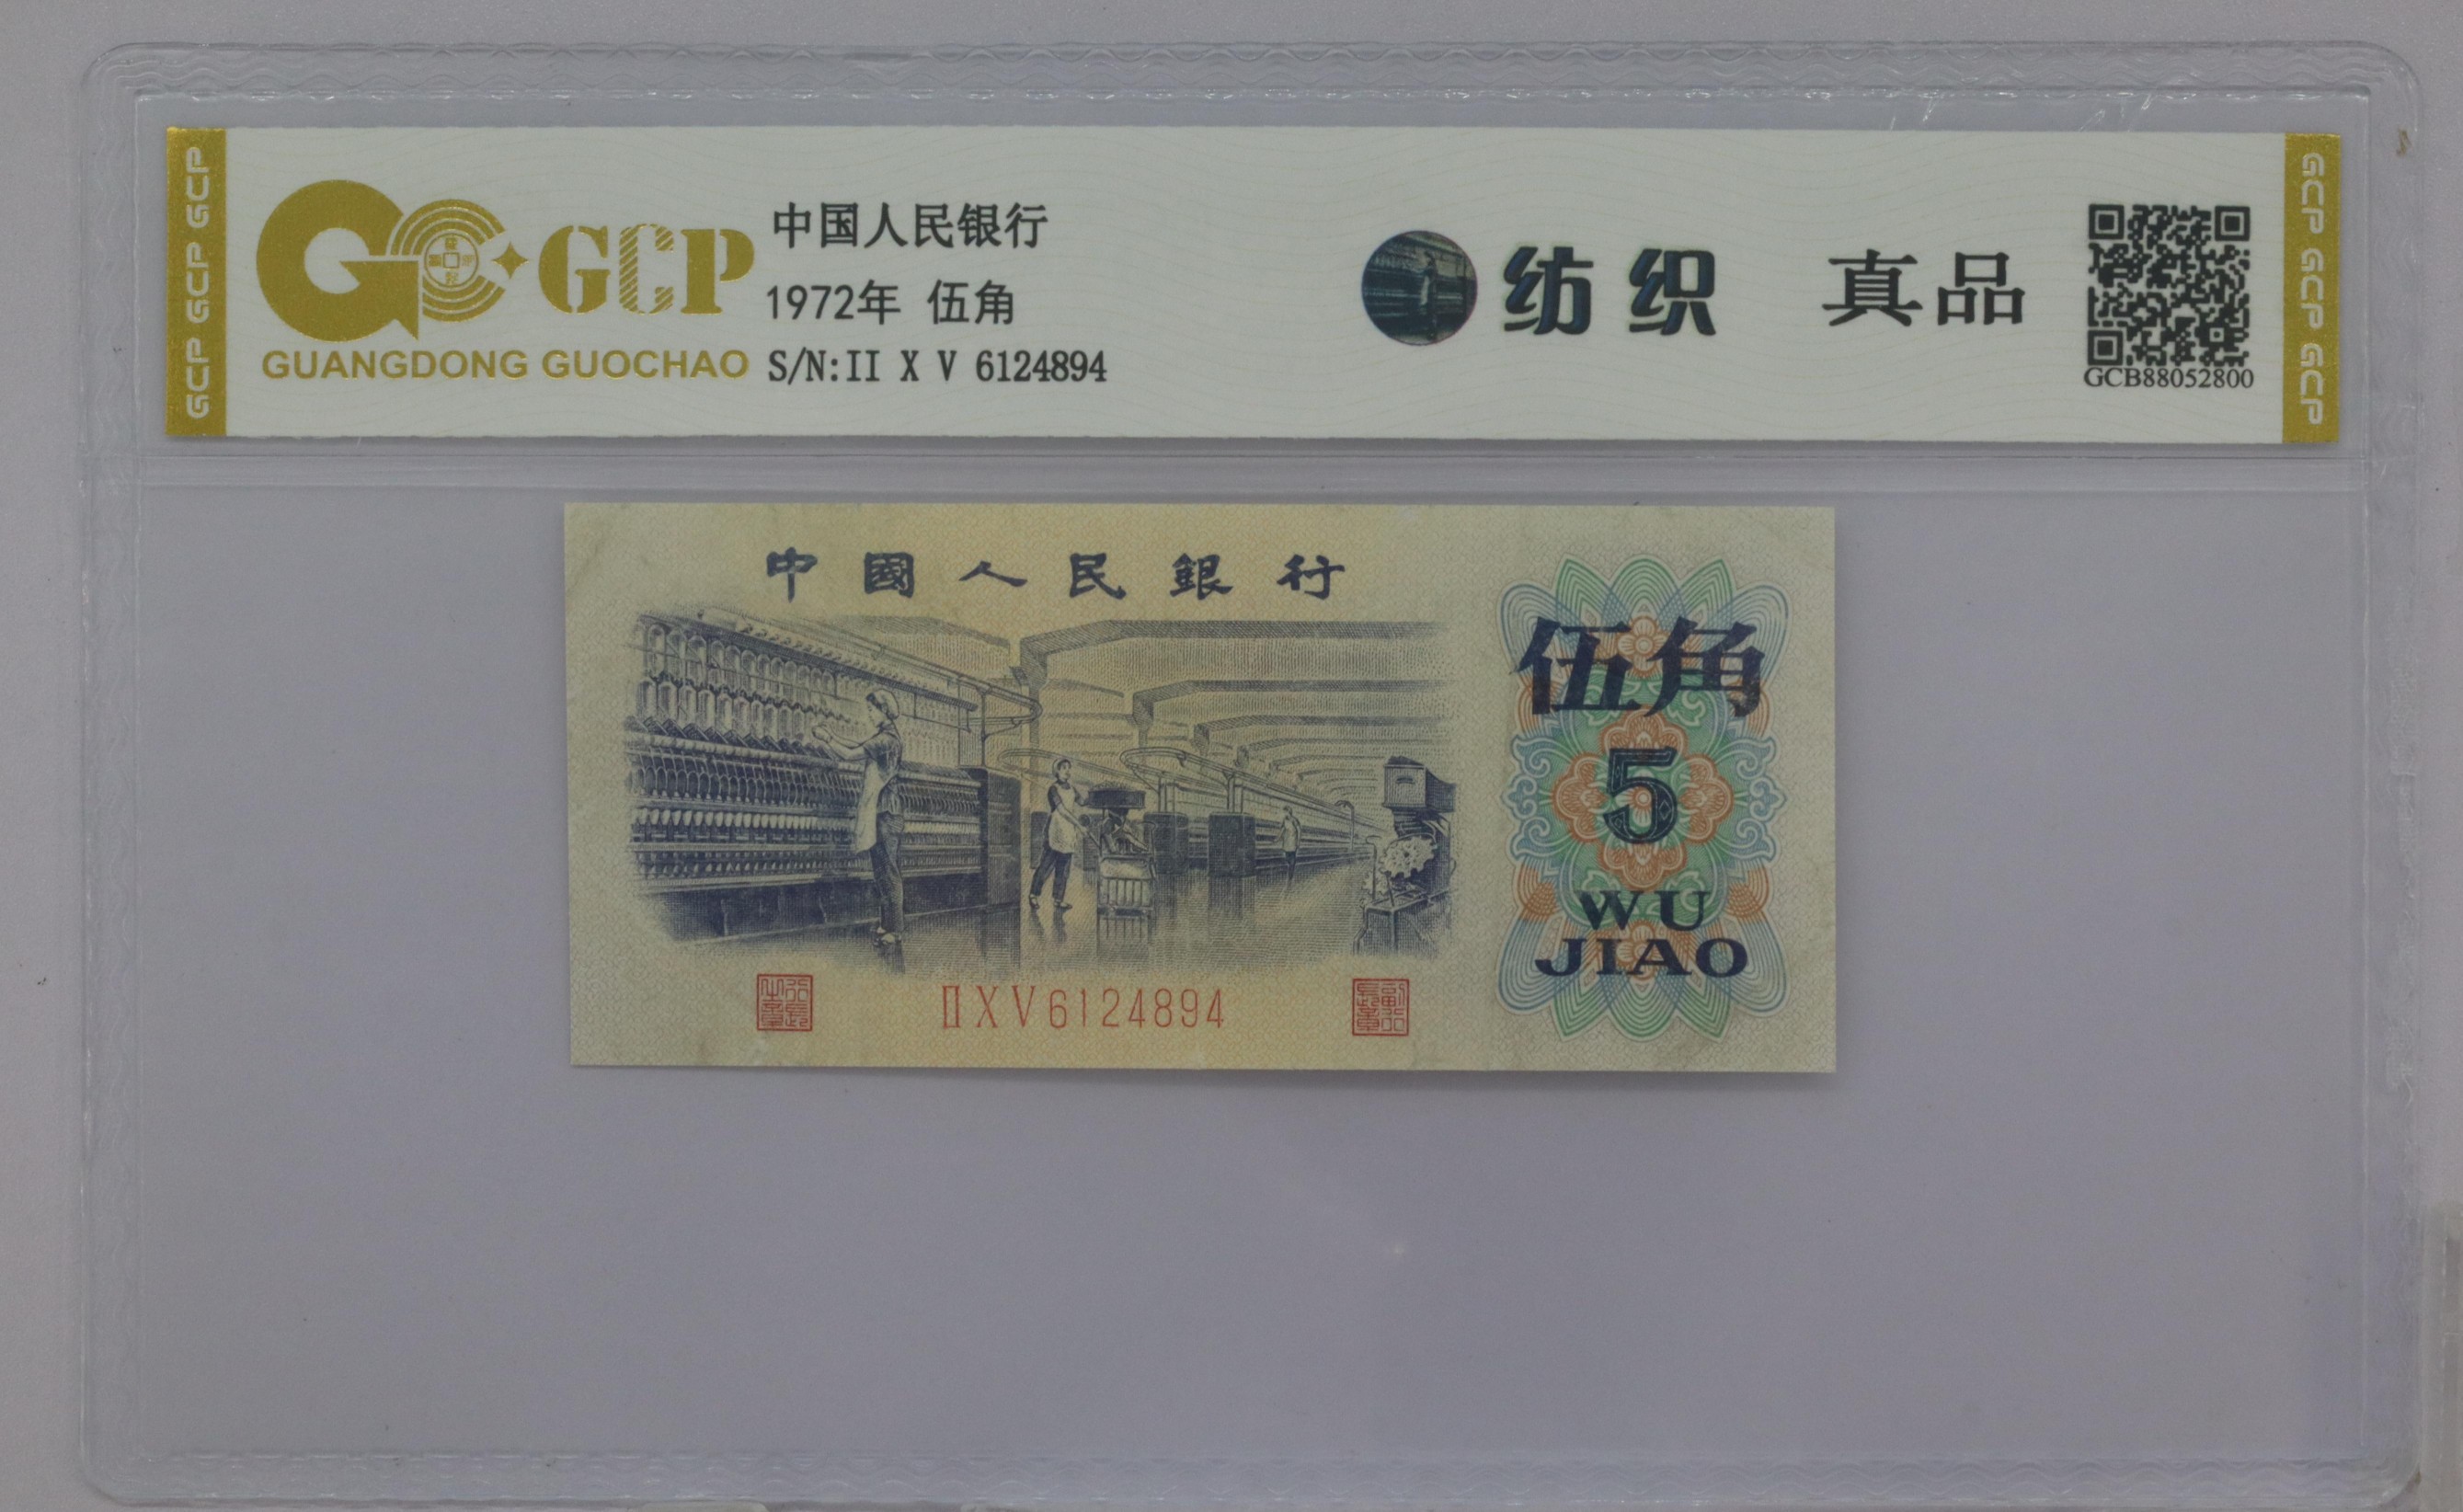 GCP GCP GCP
GCP
GUANGDONG GUOCHAO
中国人民银行
1972年 伍角
S/N:II X V 6124894
纺织
真品
GCB88052800
GCP GCP GCP
中國人民銀行
伍角
5
WU
JIAO
ⅡⅩⅤ6124894